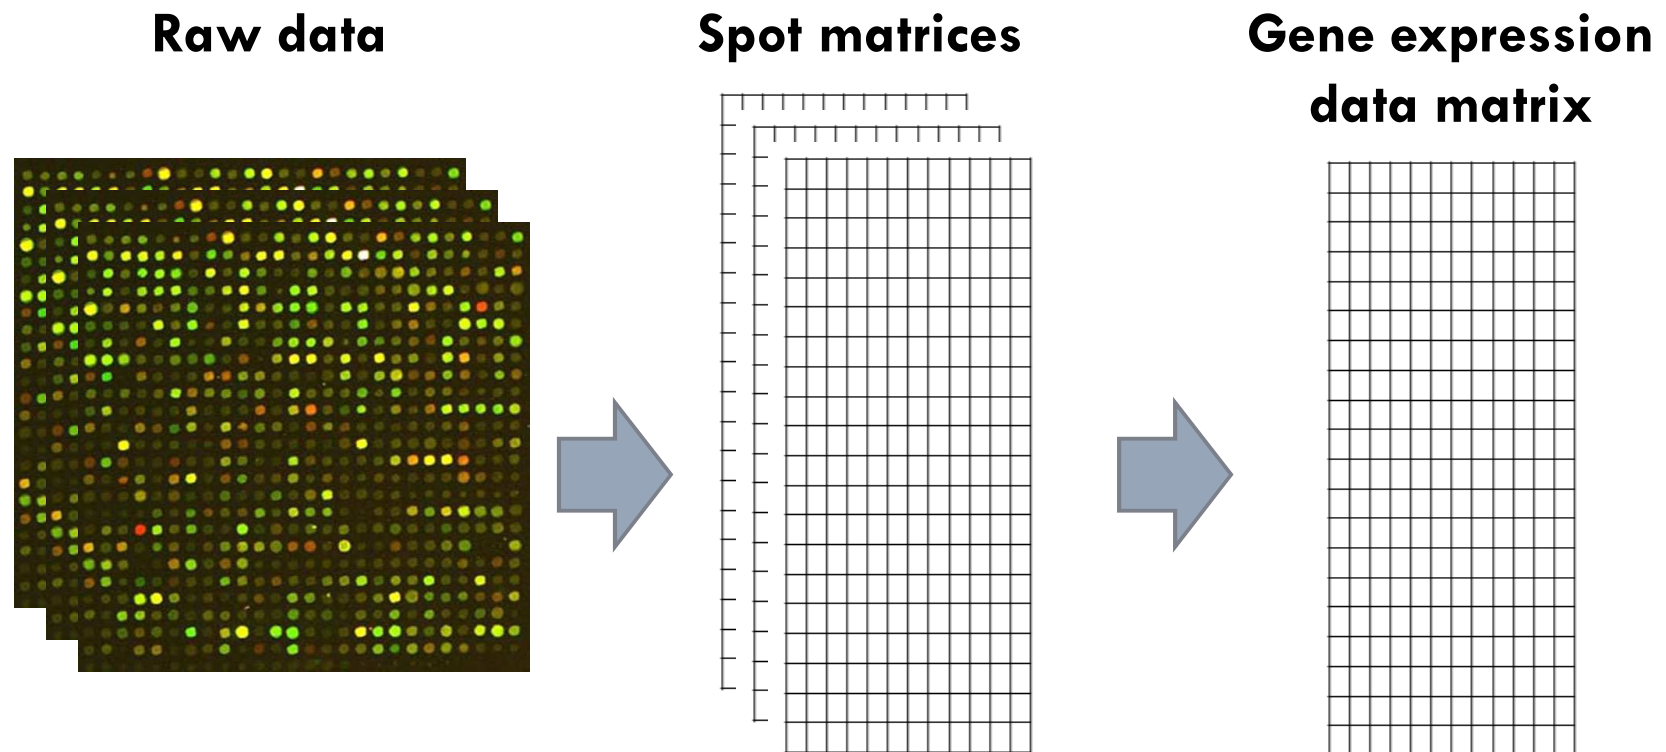 Raw data
Spot matrices
Gene expression
data matrix